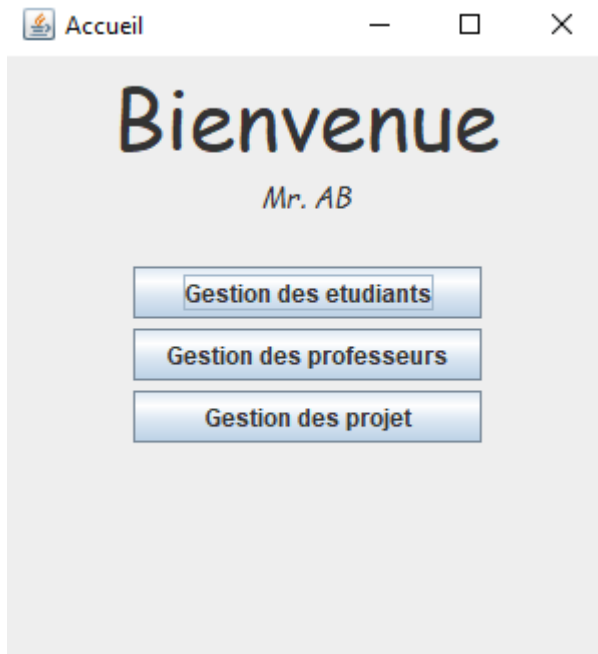 Accueil
Bienvenue
Mr. AB
Gestion des etudiants
Gestion des professeurs
Gestion des projet